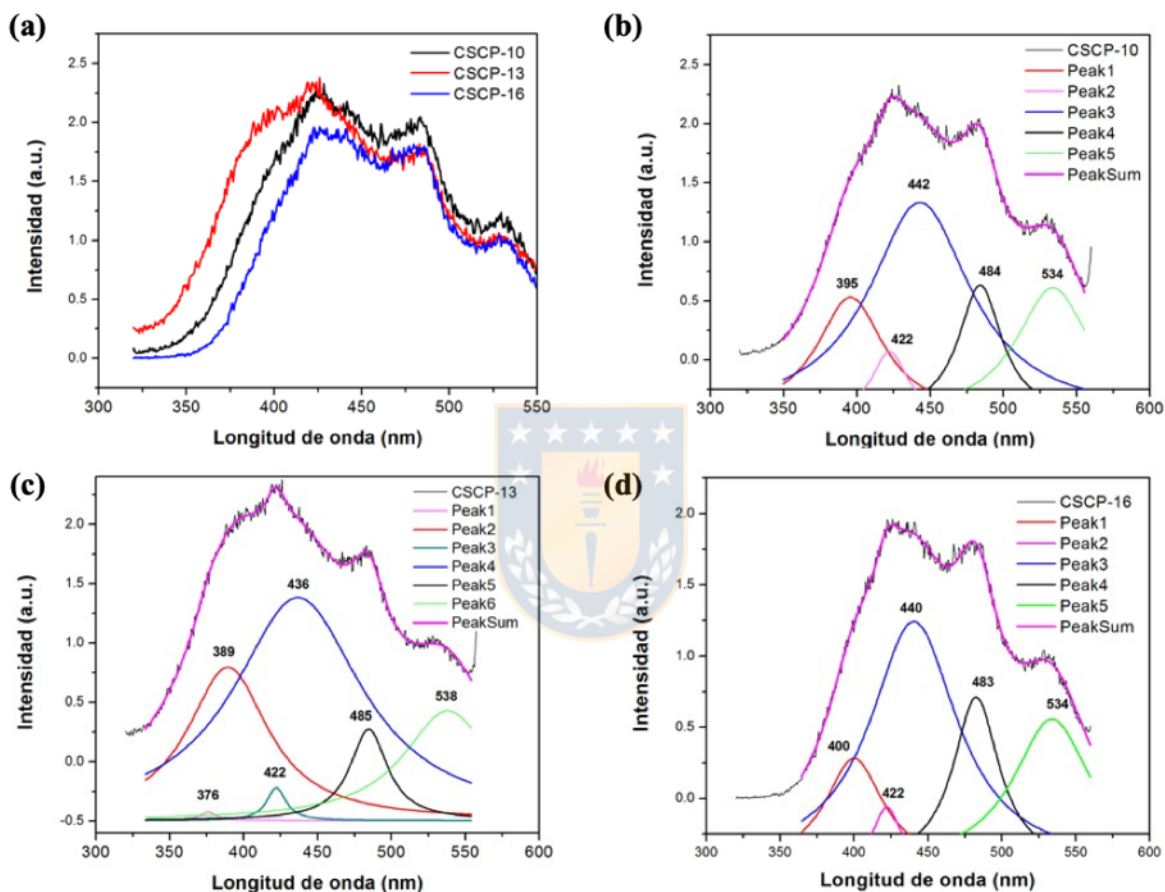 (a)
CSCP-10
CSCP-13
CSCP-16
2.5
2.0
1.5
1.0
0.5
0.0
Intensidad (a.u.)
300 350 400 450 500 550
Longitud de onda (nm)
(b)
CSCP-10
Peak1
Peak2
Peak3
Peak4
Peak5
PeakSum
2.5
2.0
1.5
1.0
0.5
0.0
Intensidad (a.u.)
442
395
422
484
534
300 350 400 450 500 550 600
Longitud de onda (nm)
(c)
CSCP-13
Peak1
Peak2
Peak3
Peak4
Peak5
Peak6
PeakSum
2.0
1.5
1.0
0.5
0.0
-0.5
Intensidad (a.u.)
436
389
376
422
485
538
300 350 400 450 500 550 600
Longitud de onda (nm)
(d)
CSCP-16
Peak1
Peak2
Peak3
Peak4
Peak5
PeakSum
2.0
1.5
1.0
0.5
0.0
Intensidad (a.u.)
440
400
422
483
534
300 350 400 450 500 550 600
Longitud de onda (nm)